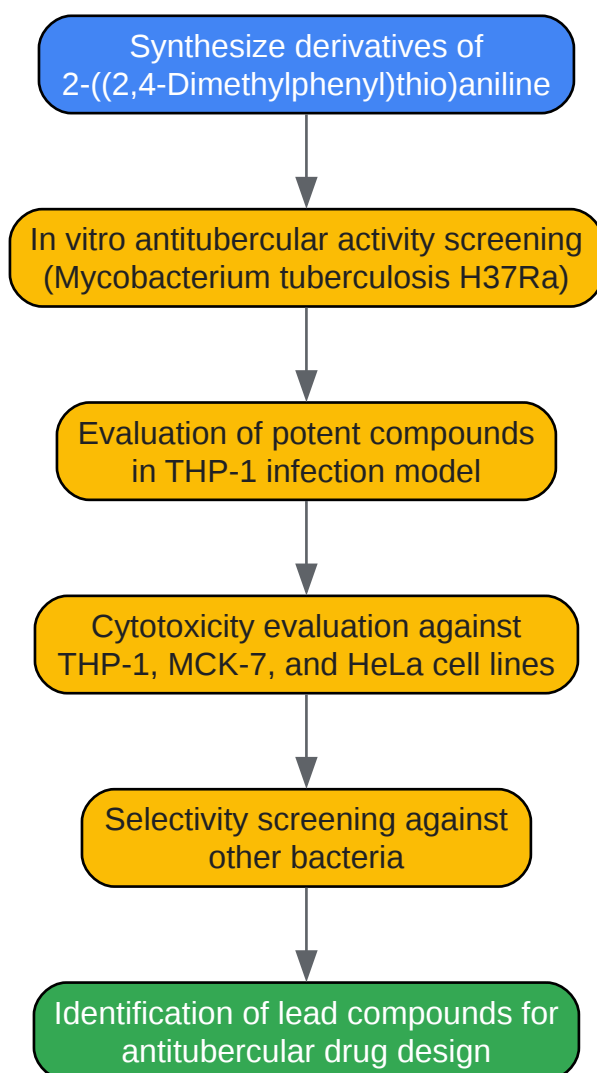 Synthesize derivatives of
2-((2,4-Dimethylphenyl)thio)aniline
In vitro antitubercular activity screening
(Mycobacterium tuberculosis H37Ra)
Evaluation of potent compounds
in THP-1 infection model
Cytotoxicity evaluation against
THP-1, MCK-7, and HeLa cell lines
Selectivity screening against
other bacteria
Identification of lead compounds for
antitubercular drug design